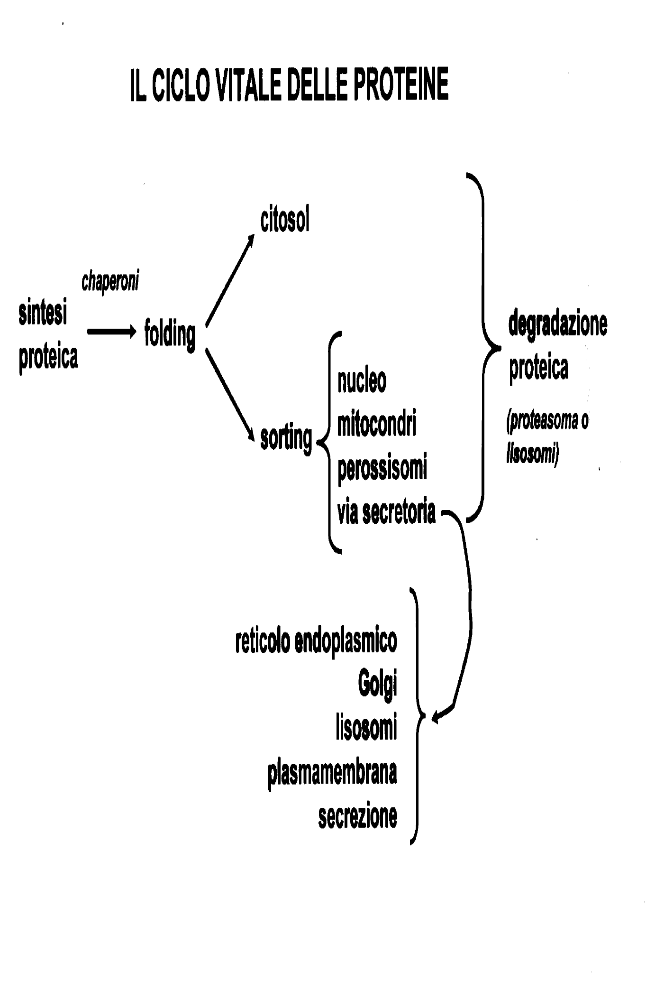 IL CICLO VITALE DELLE PROTEINE
citosol
chaperoni
sintesi
proteica
folding
sorting
nucleo
mitocondri
perossisomi
via secretoria
degradazione
proteica
(proteasoma o
lisosomi)
reticolo endoplasmico
Golgi
lisosomi
plasmamembrana
secrezione